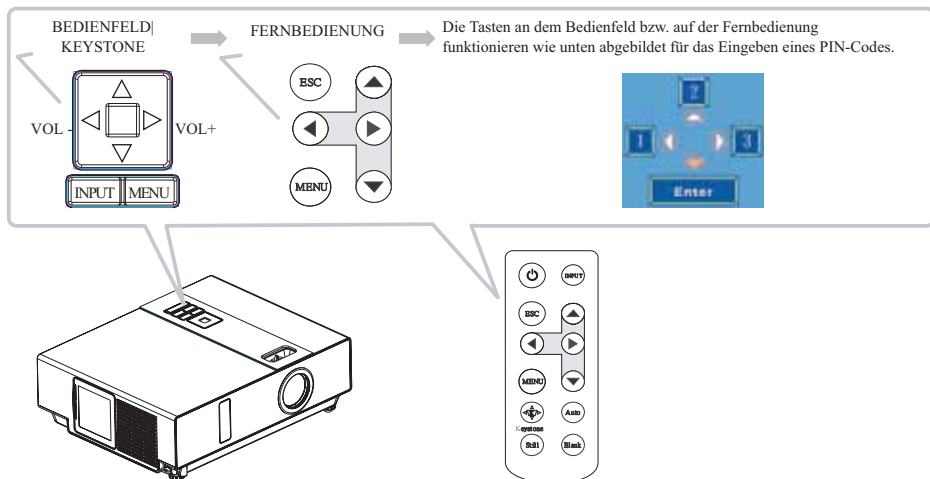 BEDIENFELD|
KEYSTONE
FERNBEDIENUNG
Die Tasten an dem Bedienfeld bzw. auf der Fernbedienung
funktionieren wie unten abgebildet für das Eingeben eines PIN-Codes.
VOL -
VOL+
INPUT MENU
ESC
MENU
2
1
3
Enter
INPUT
ESC
MENU
Auto
Keystone
Still
Blank